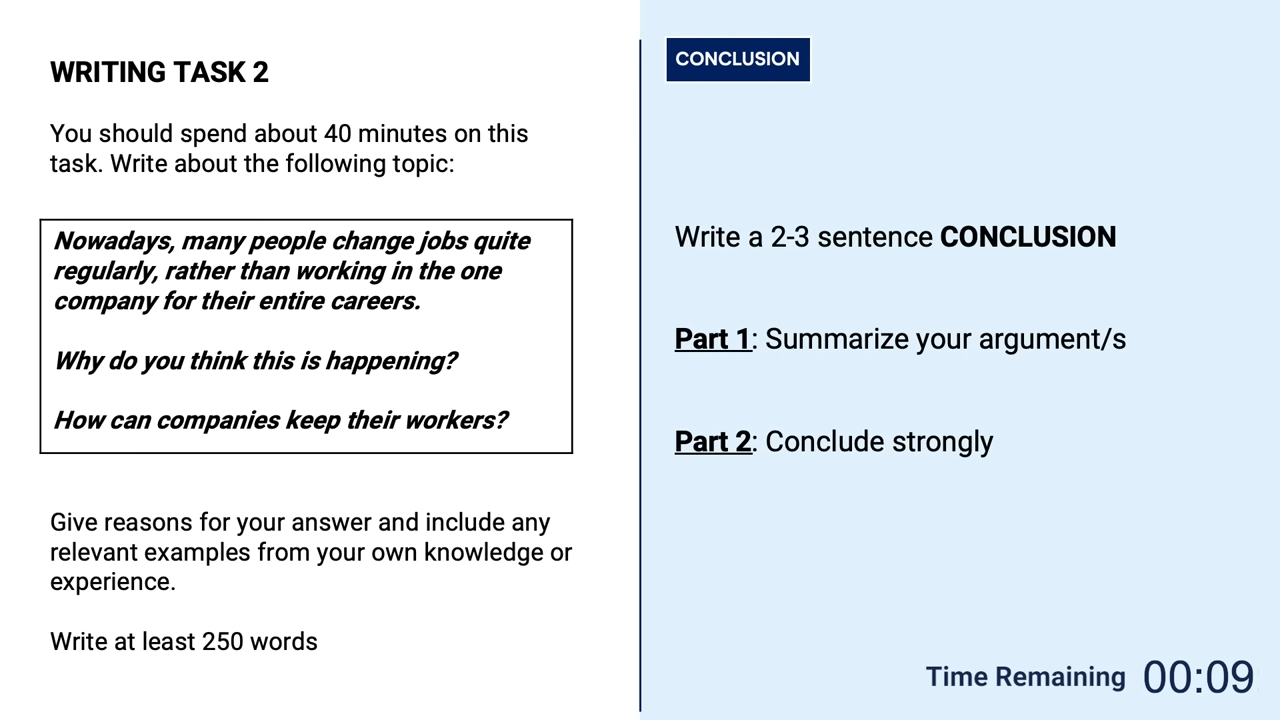 WRITING TASK 2
You should spend about 40 minutes on this
task. Write about the following topic:
Nowadays, many people change jobs quite
regularly, rather than working in the one
company for their entire careers.
Why do you think this is happening?
How can companies keep their workers?
Give reasons for your answer and include any
relevant examples from your own knowledge or
experience.
Write at least 250 words
CONCLUSION
Write a 2-3 sentence CONCLUSION
Part 1: Summarize your argument/s
Part 2: Conclude strongly
Time Remaining 00:09